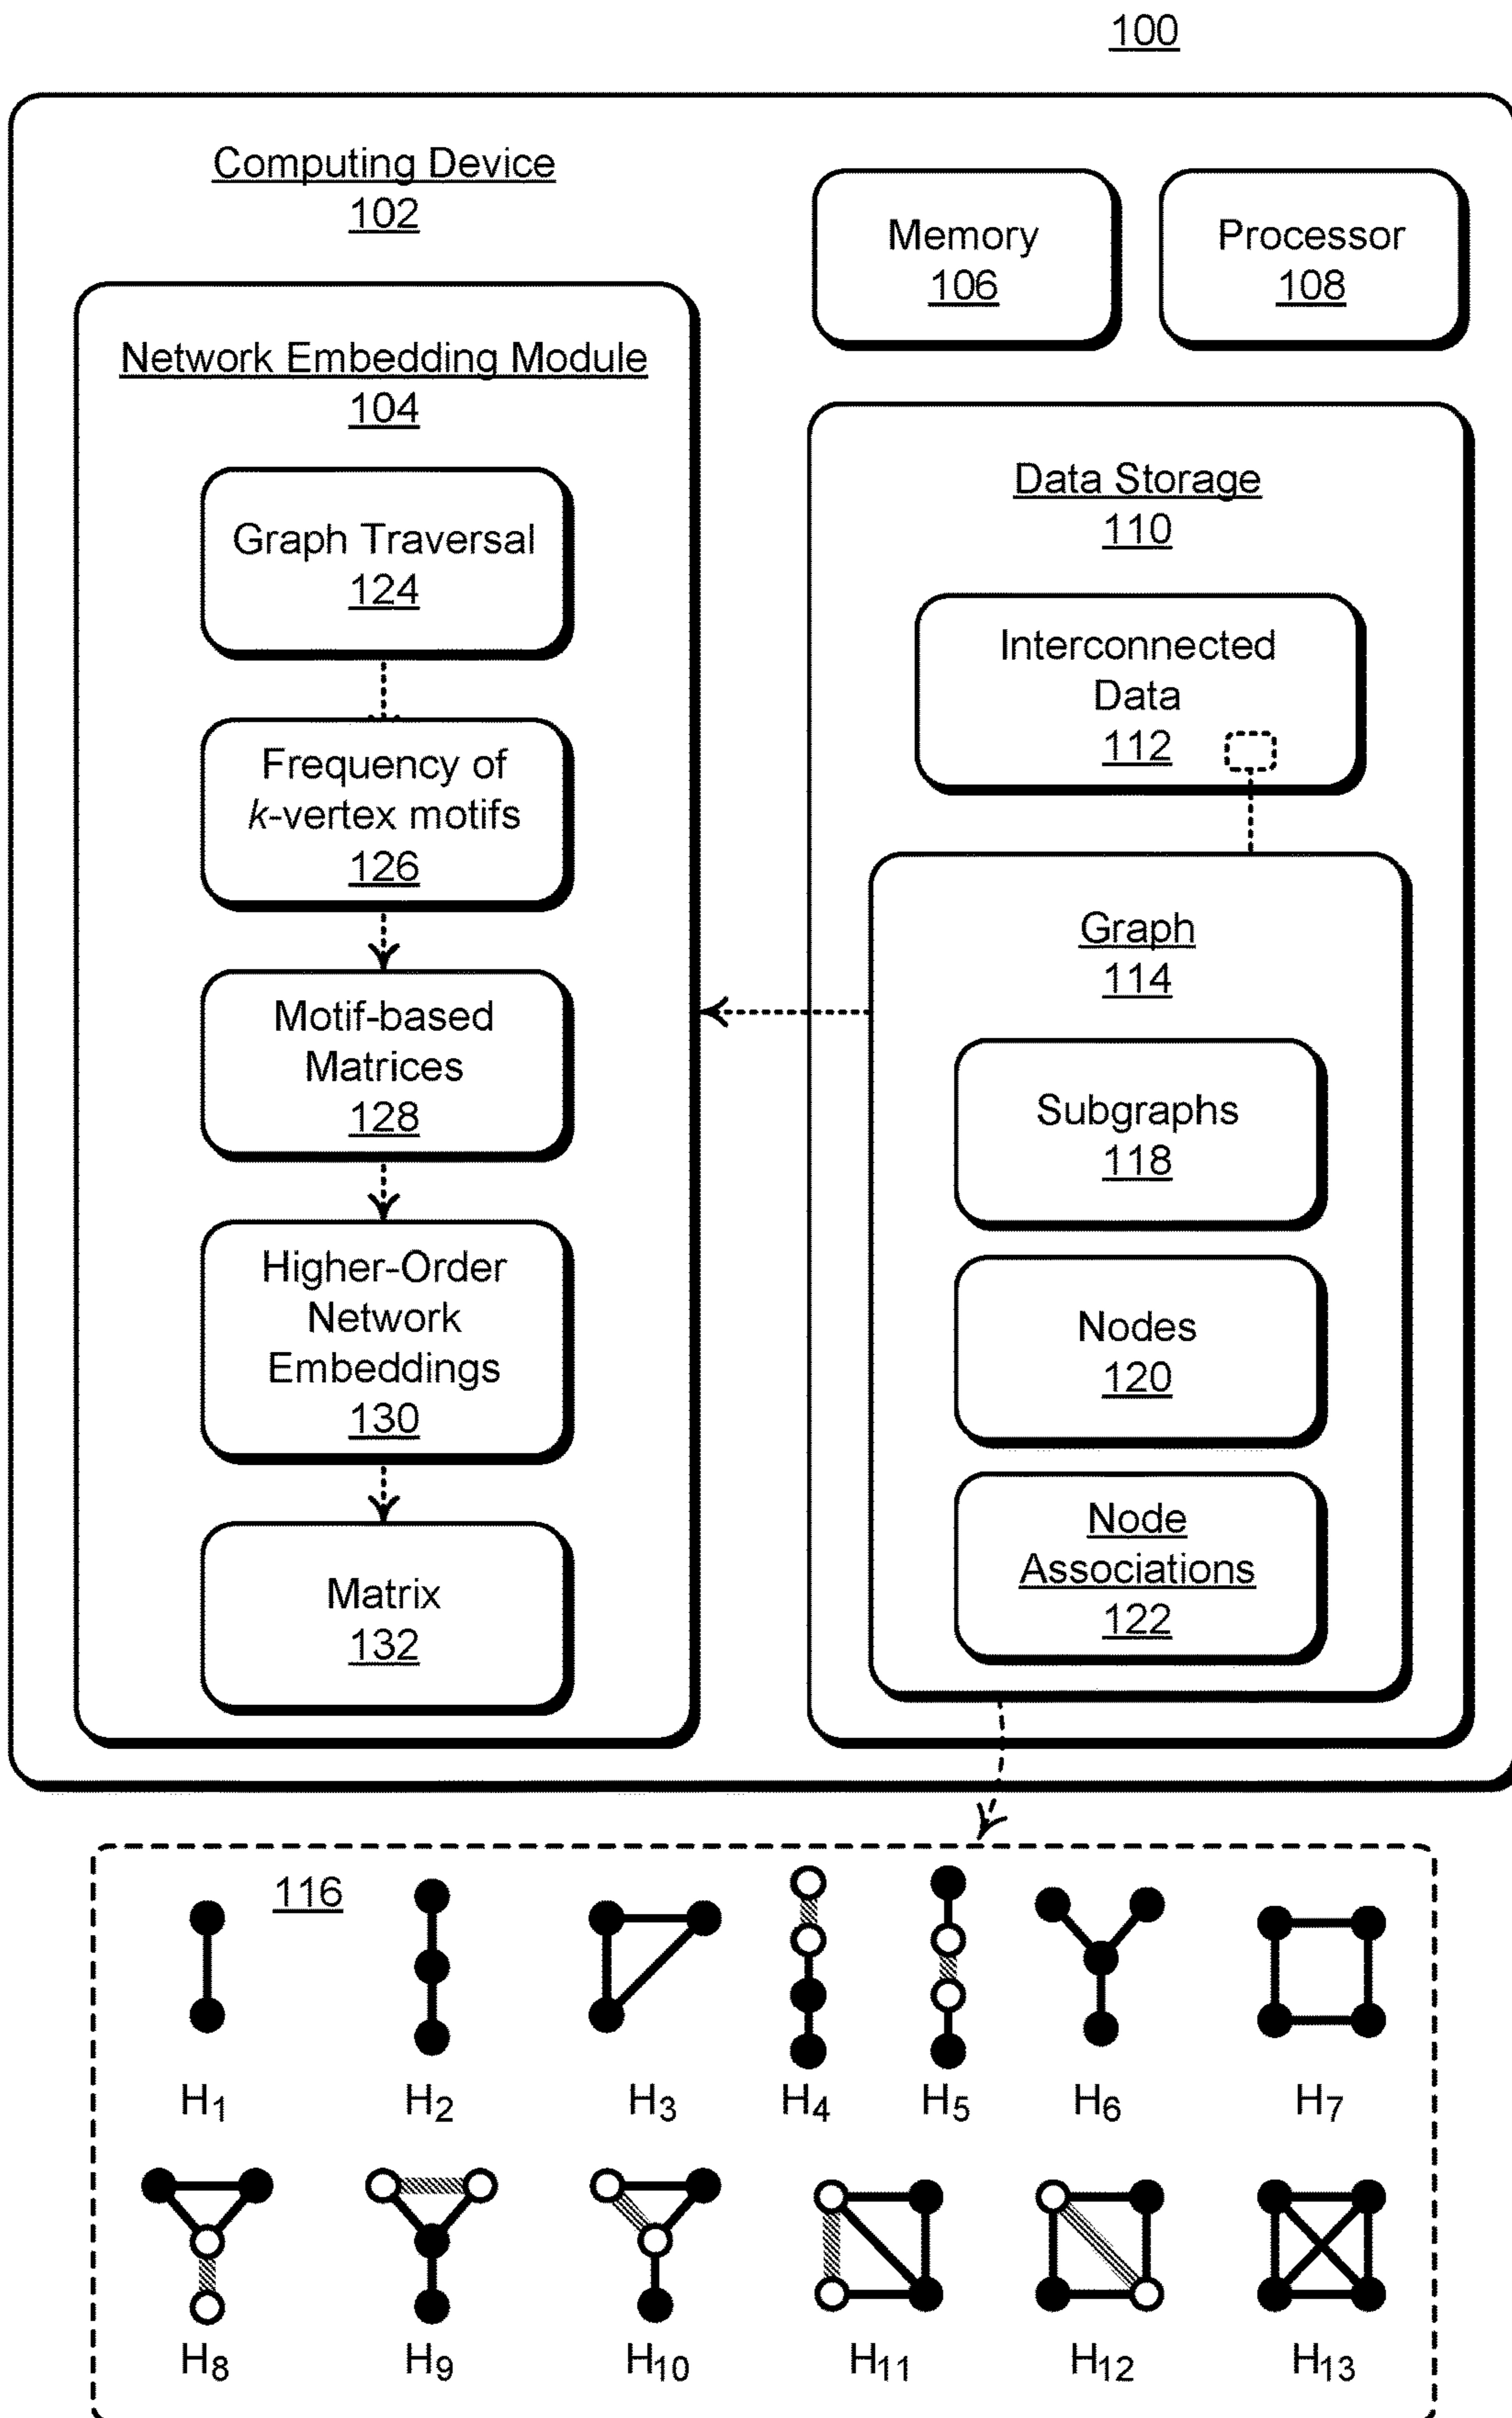 100
Computing Device
102
Memory
106
Processor
108
Network Embedding Module
104
Graph Traversal
124
Frequency of
k-vertex motifs
126
Motif-based
Matrices
128
Higher-Order
Network
Embeddings
130
Matrix
132
Data Storage
110
Interconnected
Data
112
Graph
114
Subgraphs
118
Nodes
120
Node
Associations
122
116
H1 H2 H3 H4 H5 H6 H7
H8 H9 H10 H11 H12 H13